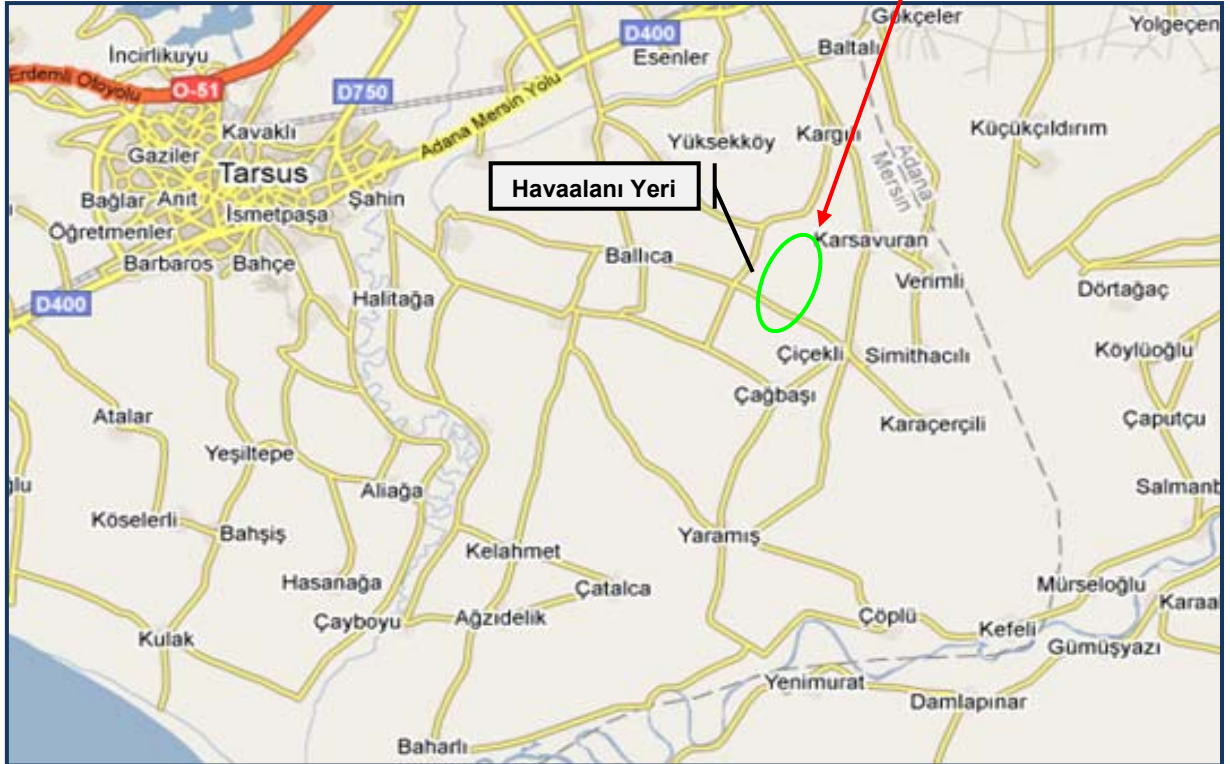 Gökçeler
Yolgeçen
D400
Baltalı
İncirlikuyu
Esenler
Erdemli Otoyolu
O-51
D750
Adana Mersin Yolu
Kavaklı
Yüksekköy
Kargılı
Küçükçıldırım
Gaziler
Tarsus
Adana
Mersin
Havaalanı Yeri
Bağlar
Anıt
İsmetpaşa
Şahin
Öğretmenler
Karsavuran
Barbaros
Bahçe
Ballıca
Verimli
Dörtağaç
D400
Halitağa
Çiçekli
Simithacılı
Köylüoğlu
Çağbaşı
Atalar
Karaçerçili
Çaputçu
Yeşiltepe
ğlu
Aliağa
Salmanb
Köselerli
Bahşiş
Yaramış
Kelahmet
Hasanağa
Çatalca
Mürseloğlu
Karaa
Çayboyu
Ağzıdelik
Çöplü
Kefeli
Kulak
Gümüşyazı
Yenimurat
Damlapınar
Baharlı